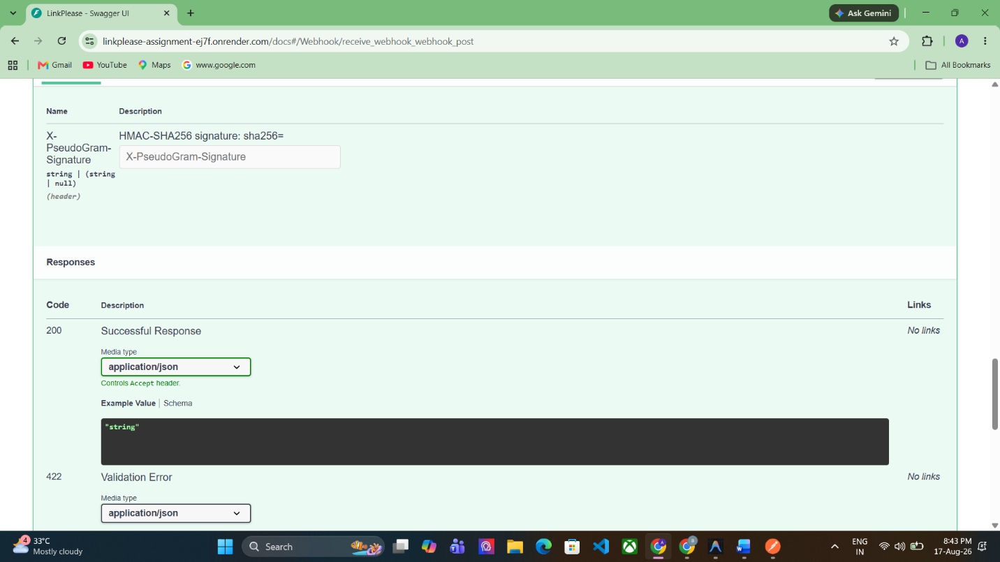 LinkPlease - Swagger UI
Ask Gemini
linkplease-assignment-ej7f.onrender.com/docs#/Webhook/receive_webhook_webhook_post
A
Gmail
YouTube
Maps
www.google.com
All Bookmarks
Name
Description
X-
PseudoGram-
Signature
string | (string
| null)
(header)
HMAC-SHA256 signature: sha256=
X-PseudoGram-Signature
Responses
Code
Description
Links
200
Successful Response
No links
Media type
application/json
Controls Accept header.
Example Value
Schema
"string"
422
Validation Error
No links
Media type
application/json
4
33°C
Mostly cloudy
Search
ENG
IN
8:43 PM
17-Aug-26